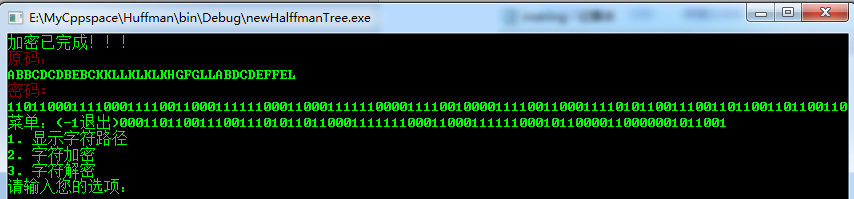 E:\MyCppspace\Huffman\bin\Debug\newHalffmanTree.exe
加密已完成！！！
原码:
ABBCDCDBEBCKKLLKLKLKHGFGLLABDCDEFFEL
密码:
110110001111000111100110001111110001100011111100001111001000011110011000111101011001110011011001101100110
菜单: (-1退出)00011011001110011101011011000111111100011000111111000101100001100000001011001
1. 显示字符路径
2. 字符加密
3. 字符解密
请输入您的选项: